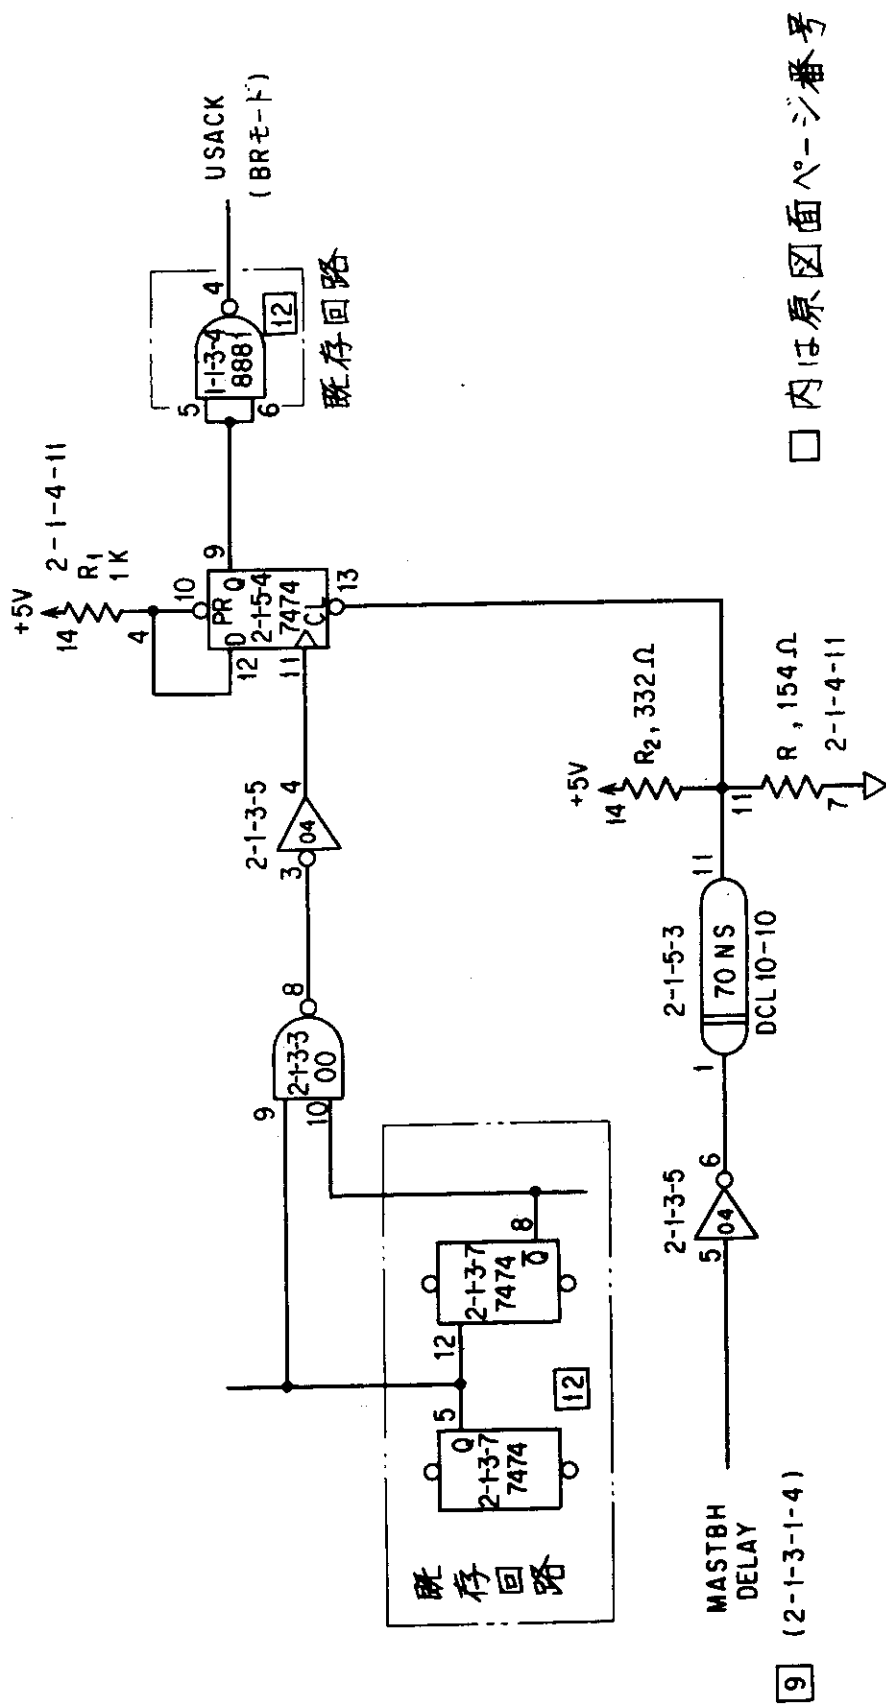 USACK
(BRモード)
4
1-1-3-4
8881
12
5
6
既存回路
+5V
14
2-1-4-11
R1
1K
4
10
9
PR
Q
D
2-1-5-4
7474
CL
12
11
13
2-1-3-5
4
04
3
8
2-1-3-3
00
9
10
既存回路
5
Q
2-1-3-7
7474
12
12
2-1-3-7
7474
Q̅
8
MASTBH
DELAY
9 (2-1-3-1-4)
2-1-3-5
5
04
6
2-1-5-3
1
70NS
11
DCL10-10
+5V
14
R2, 332Ω
11
R, 154Ω
7
2-1-4-11
□内は原図面ページ番号